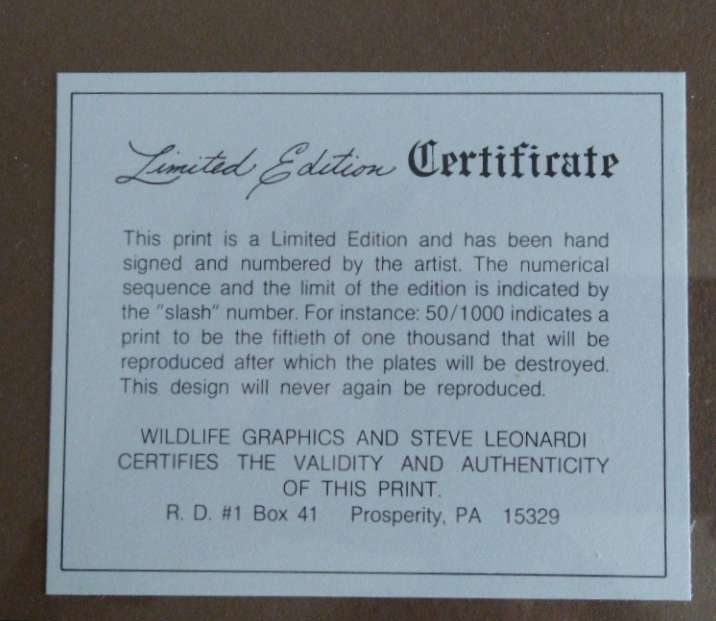 Limited Edition Certificate
This print is a Limited Edition and has been hand
signed and numbered by the artist. The numerical
sequence and the limit of the edition is indicated by
the "slash" number. For instance: 50/1000 indicates a
print to be the fiftieth of one thousand that will be
reproduced after which the plates will be destroyed.
This design will never again be reproduced.
WILDLIFE GRAPHICS AND STEVE LEONARDI
CERTIFIES THE VALIDITY AND AUTHENTICITY
OF THIS PRINT.
R. D. #1 Box 41 Prosperity, PA 15329